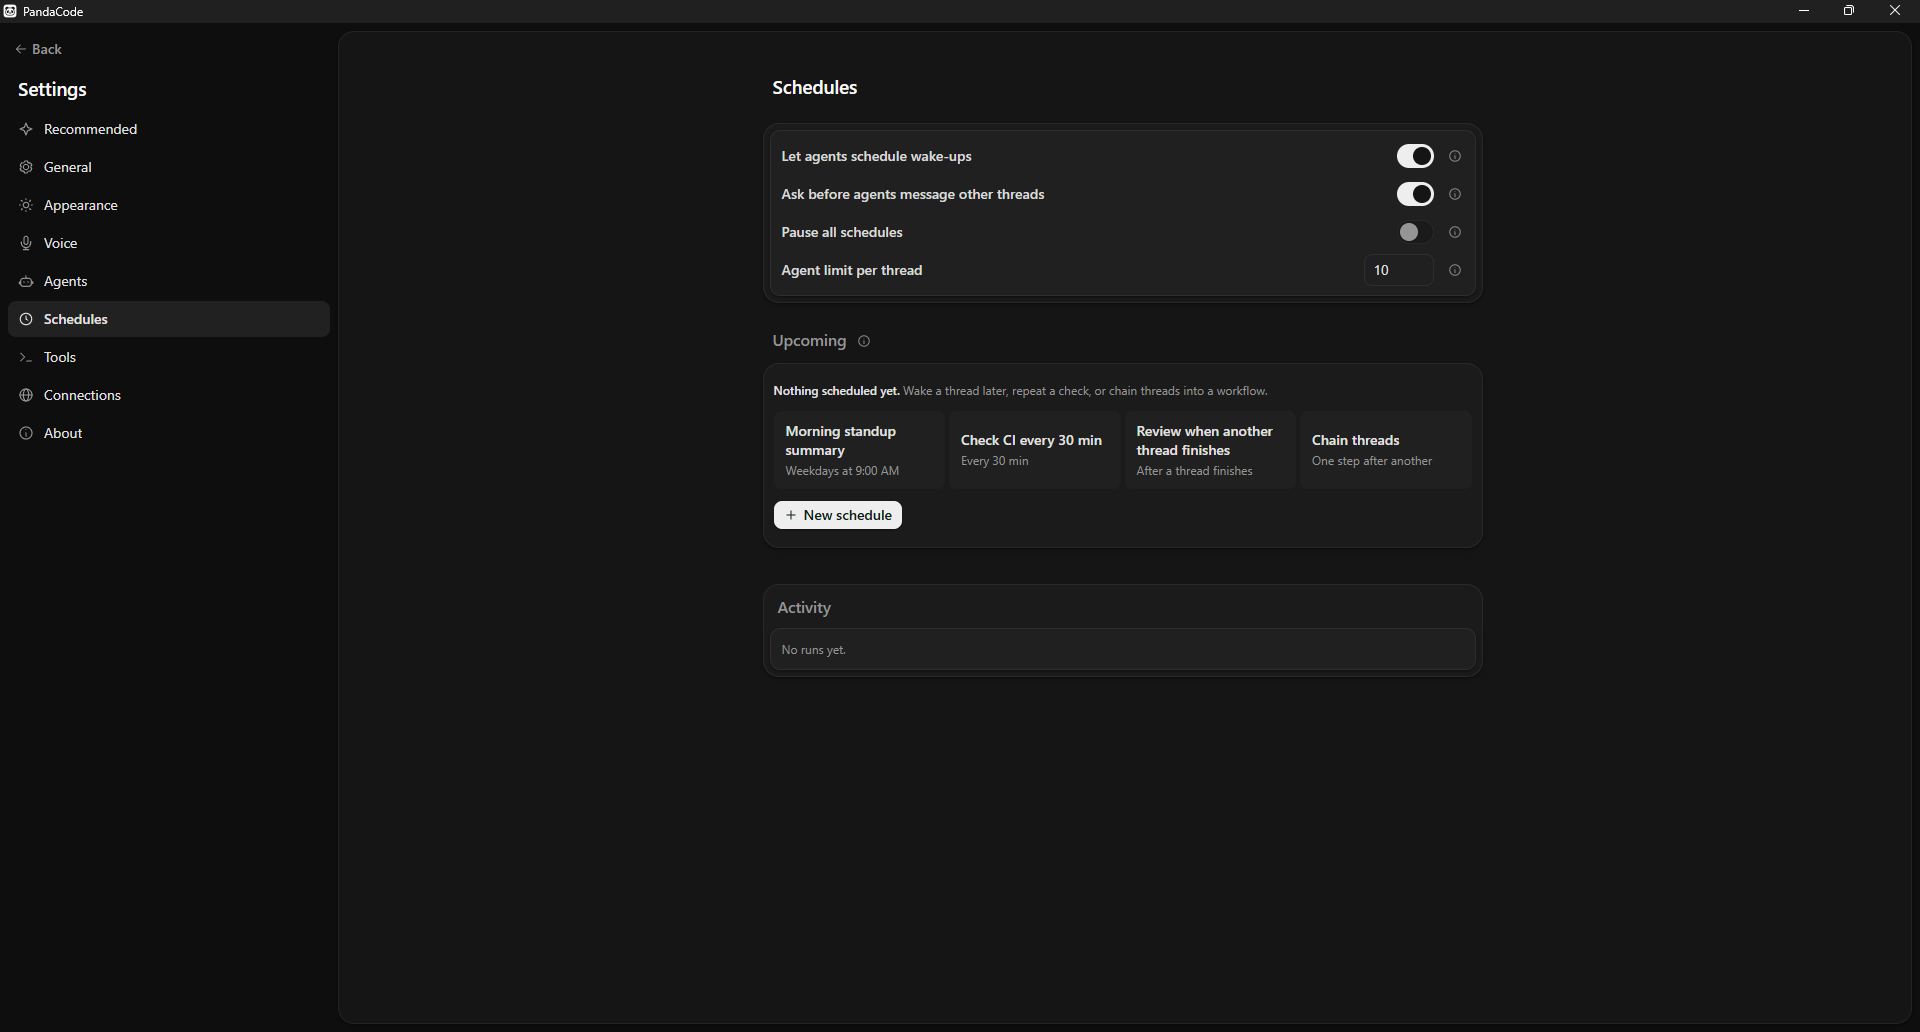 PandaCode
Back
Settings
Recommended
General
Appearance
Voice
Agents
Schedules
Tools
Connections
About
Schedules
Let agents schedule wake-ups
Ask before agents message other threads
Pause all schedules
Agent limit per thread
10
Upcoming
Nothing scheduled yet. Wake a thread later, repeat a check, or chain threads into a workflow.
Morning standup
summary
Weekdays at 9:00 AM
Check CI every 30 min
Every 30 min
Review when another
thread finishes
After a thread finishes
Chain threads
One step after another
+ New schedule
Activity
No runs yet.